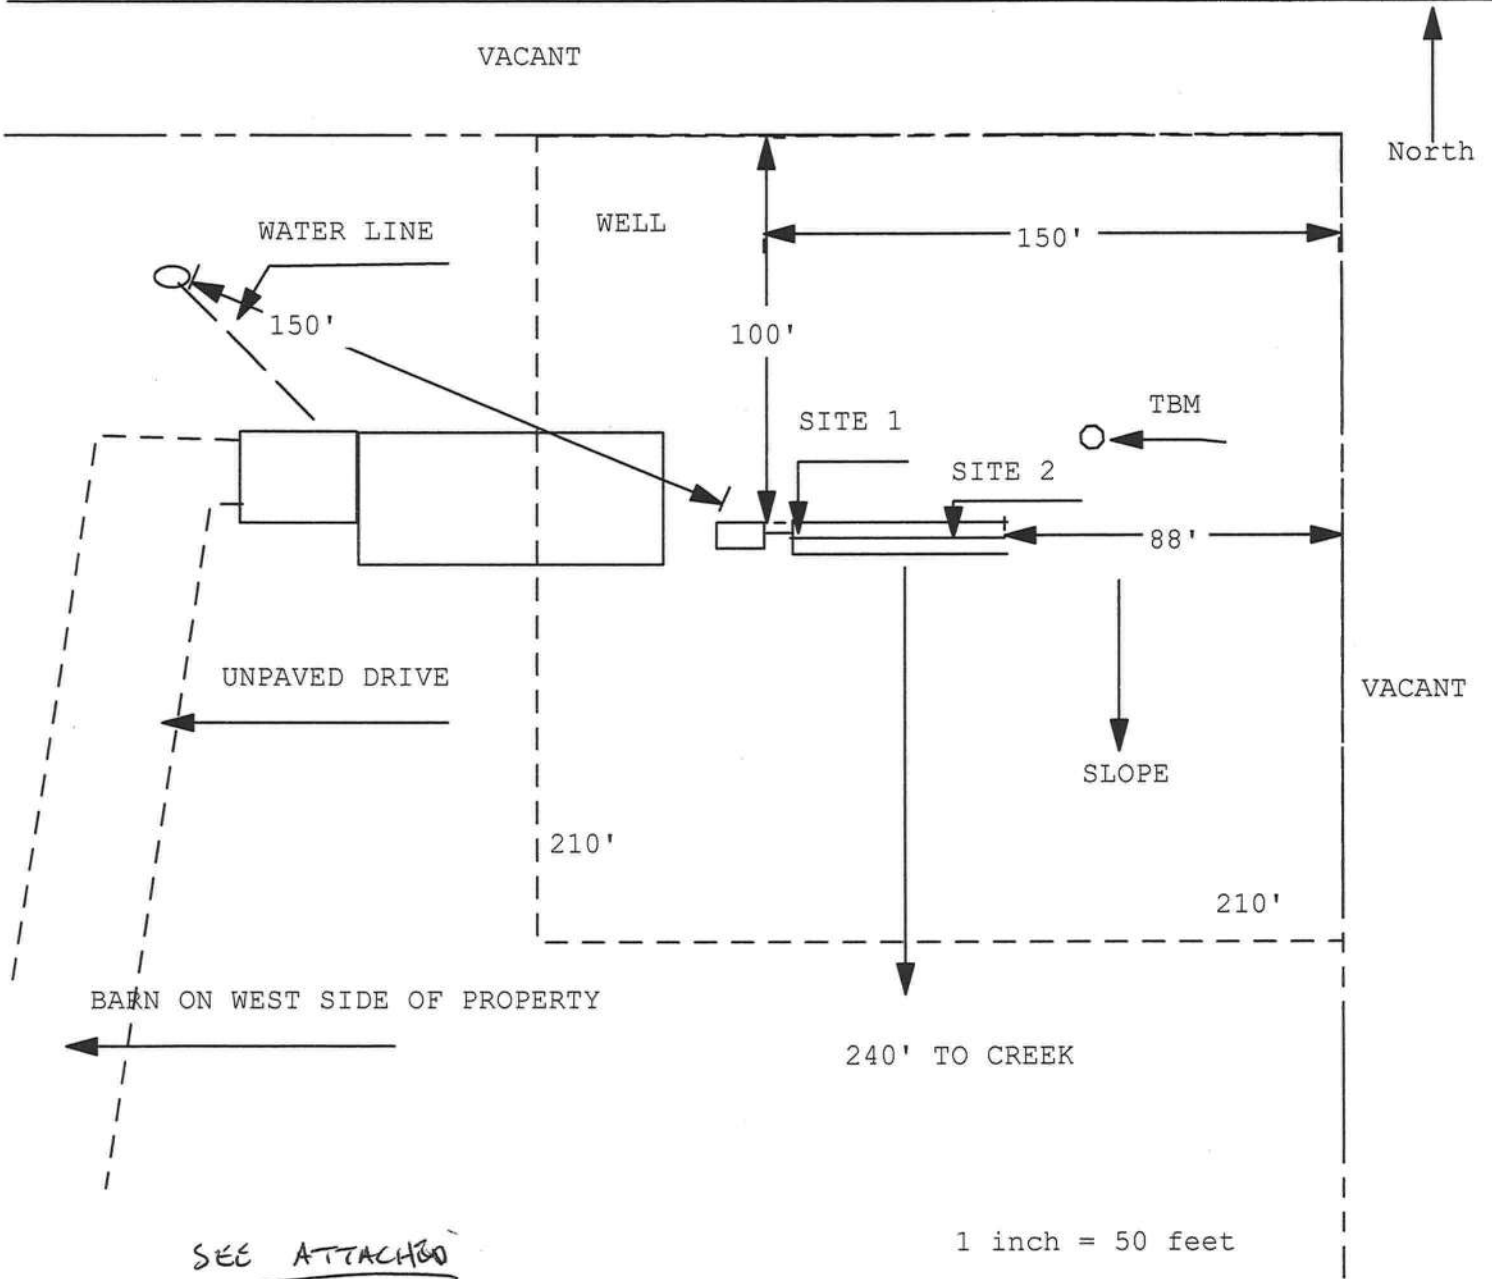 VACANT
North
WATER LINE
WELL
150'
150'
100'
TBM
SITE 1
SITE 2
88'
UNPAVED DRIVE
VACANT
SLOPE
210'
210'
BARN ON WEST SIDE OF PROPERTY
240' TO CREEK
SEE ATTACHED
1 inch = 50 feet